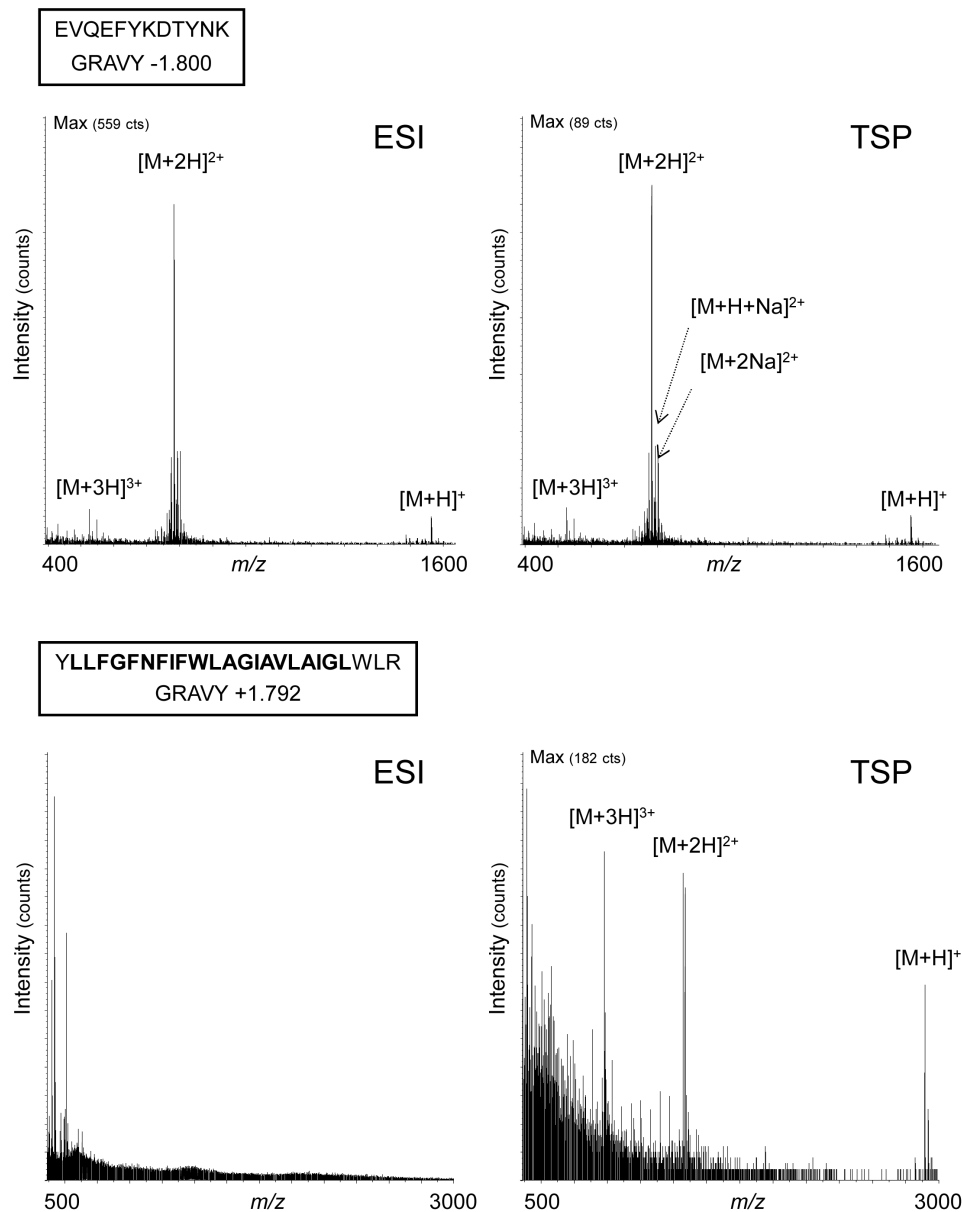 EVQEFYKDTYNK
GRAVY -1.800
Max (559 cts)
ESI
[M+2H]²⁺
[M+3H]³⁺
[M+H]⁺
Intensity (counts)
400 m/z 1600
Max (89 cts)
TSP
[M+2H]²⁺
[M+H+Na]²⁺
[M+2Na]²⁺
[M+3H]³⁺
[M+H]⁺
Intensity (counts)
400 m/z 1600
YLLFGFNFIFWLAGIAVLAIGLWLR
GRAVY +1.792
ESI
Intensity (counts)
500 m/z 3000
Max (182 cts)
TSP
[M+3H]³⁺
[M+2H]²⁺
[M+H]⁺
Intensity (counts)
500 m/z 3000